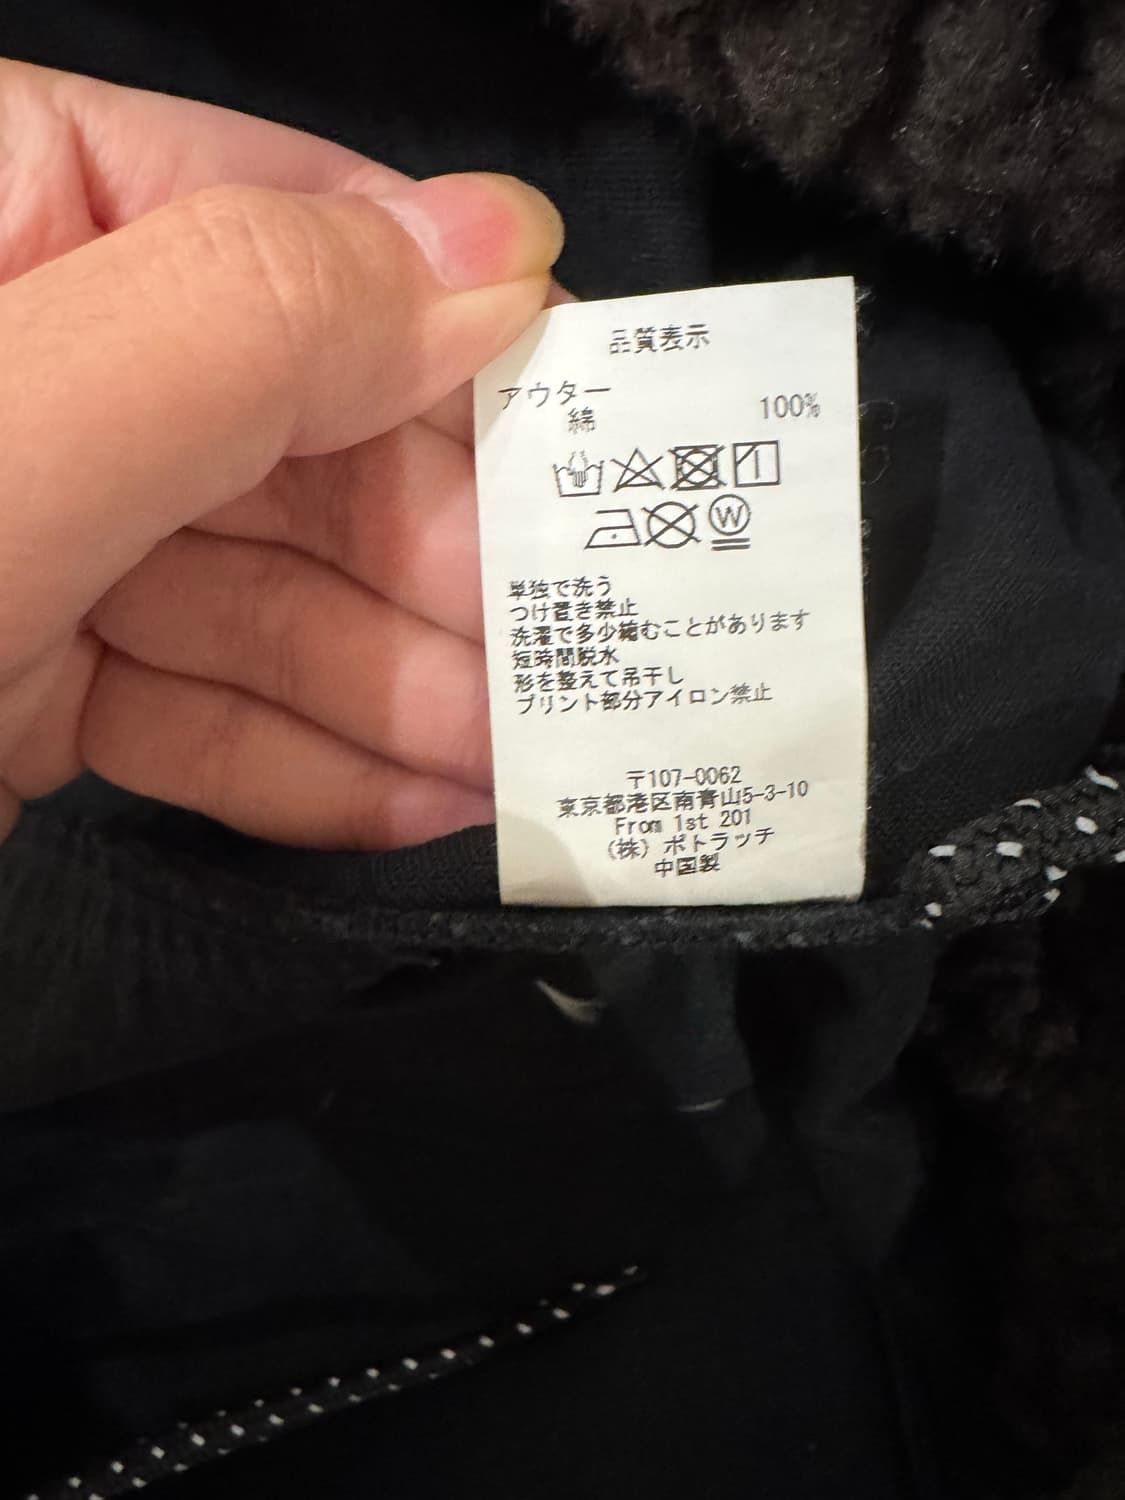 品質表示
アウター
綿 100%
W
単独で洗う
つけ置き禁止
洗濯で多少縮むことがあります
短時間脱水
形を整えて吊干し
プリント部分アイロン禁止
〒107-0062
東京都港区南青山5-3-10
From 1st 201
(株) ポトラッチ
中国製